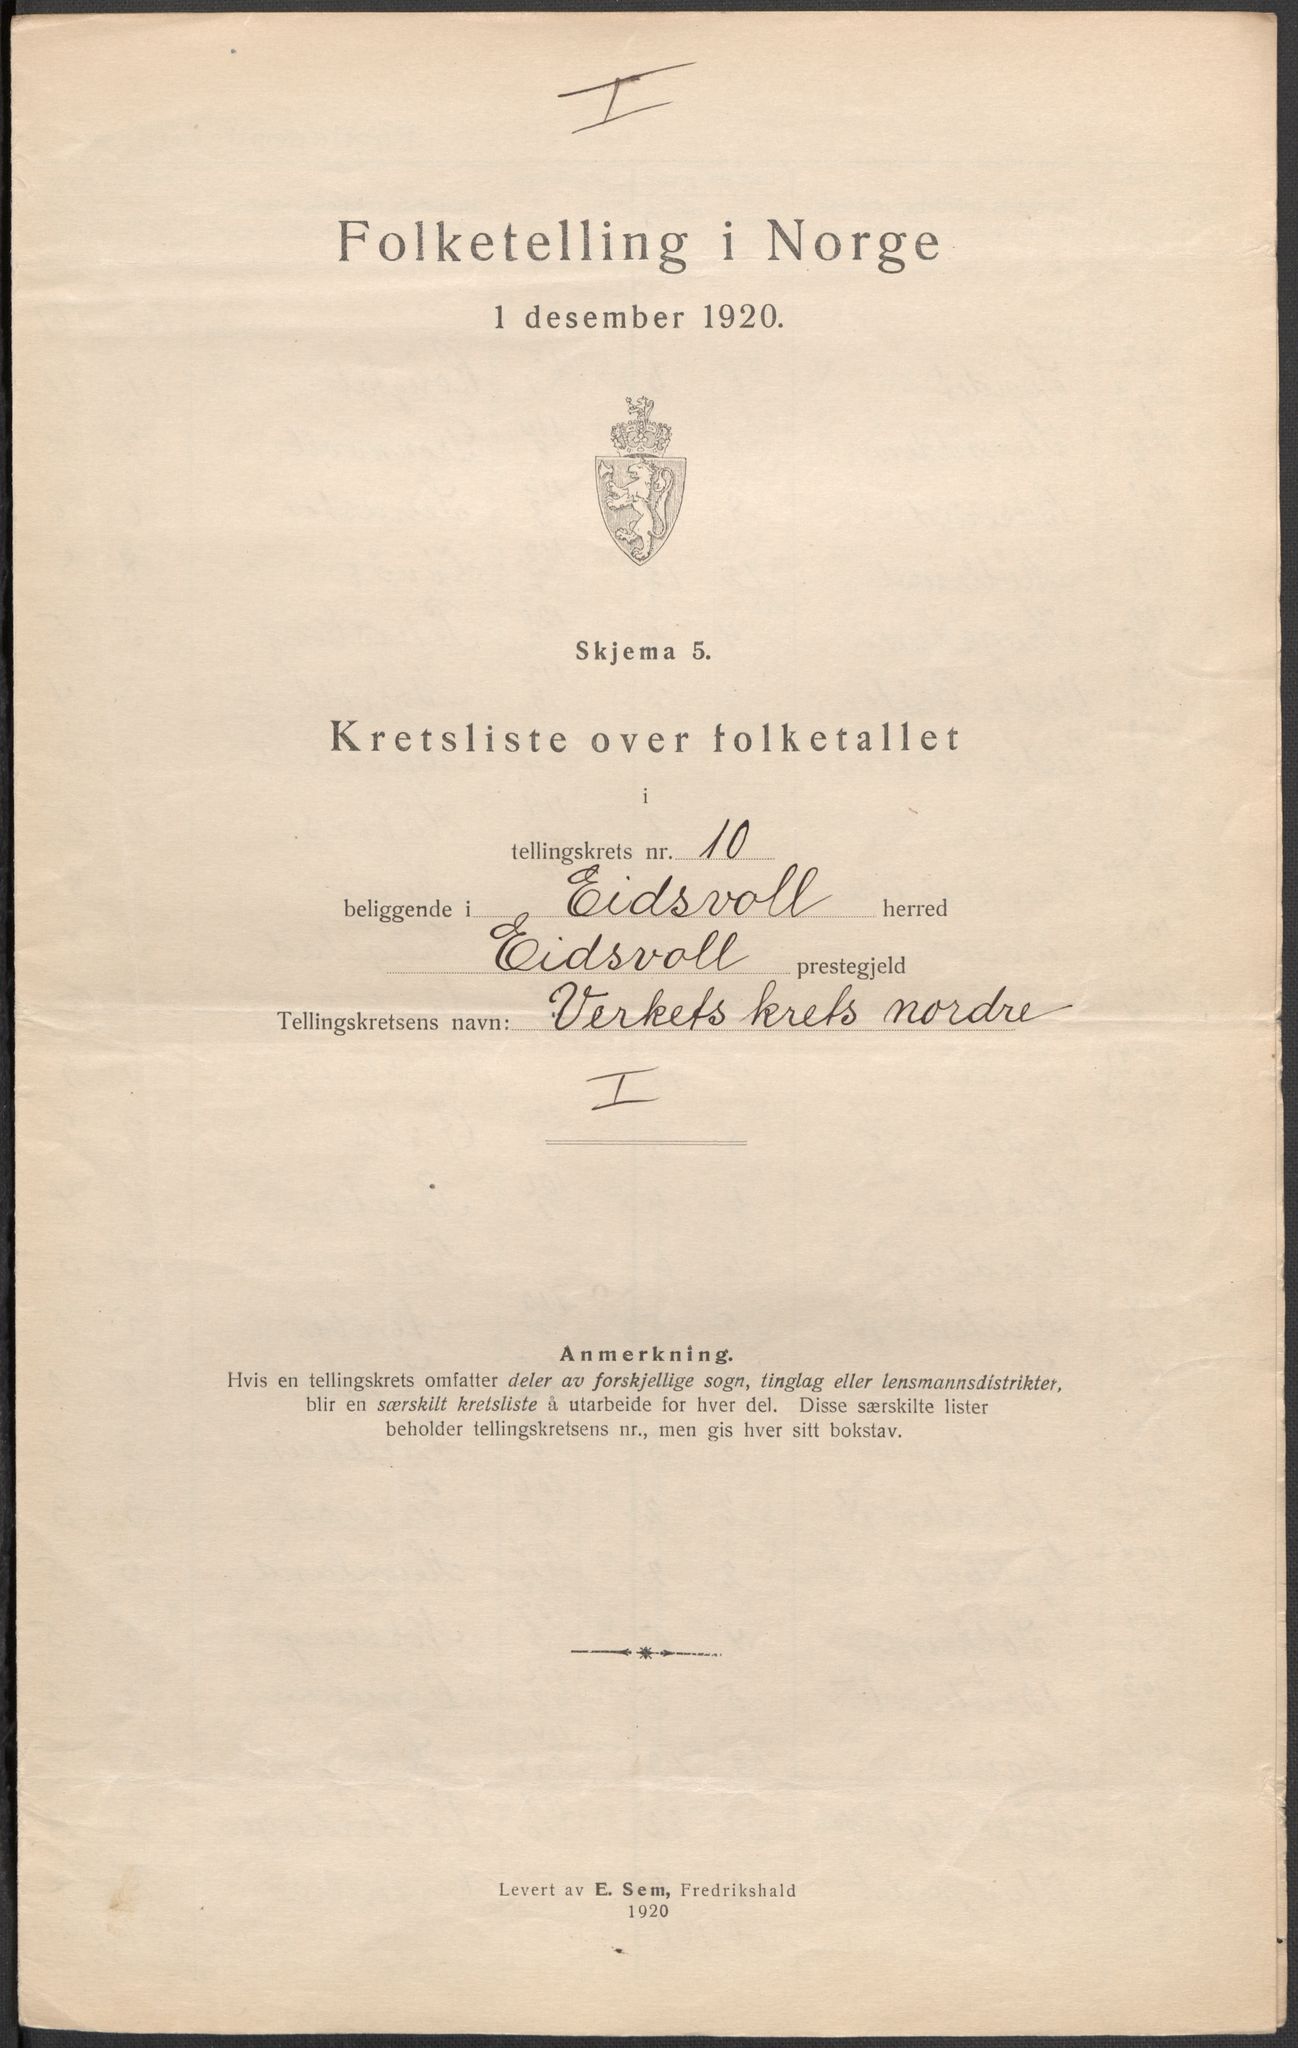 I
Folketelling i Norge
1 desember 1920.
Skjema 5.
Kretsliste over folketallet
i
tellingskrets nr. 10
beliggende i Eidsvoll herred
Eidsvoll prestegjeld
Tellingskretsens navn: Verkets krets nordre
I
Anmerkning.
Hvis en tellingskrets omfatter deler av forskjellige sogn, tinglag eller lensmannsdistrikter,
blir en særskilt kretsliste å utarbeide for hver del. Disse særskilte lister
beholder tellingskretsens nr., men gis hver sitt bokstav.
Levert av E. Sem, Fredrikshald
1920